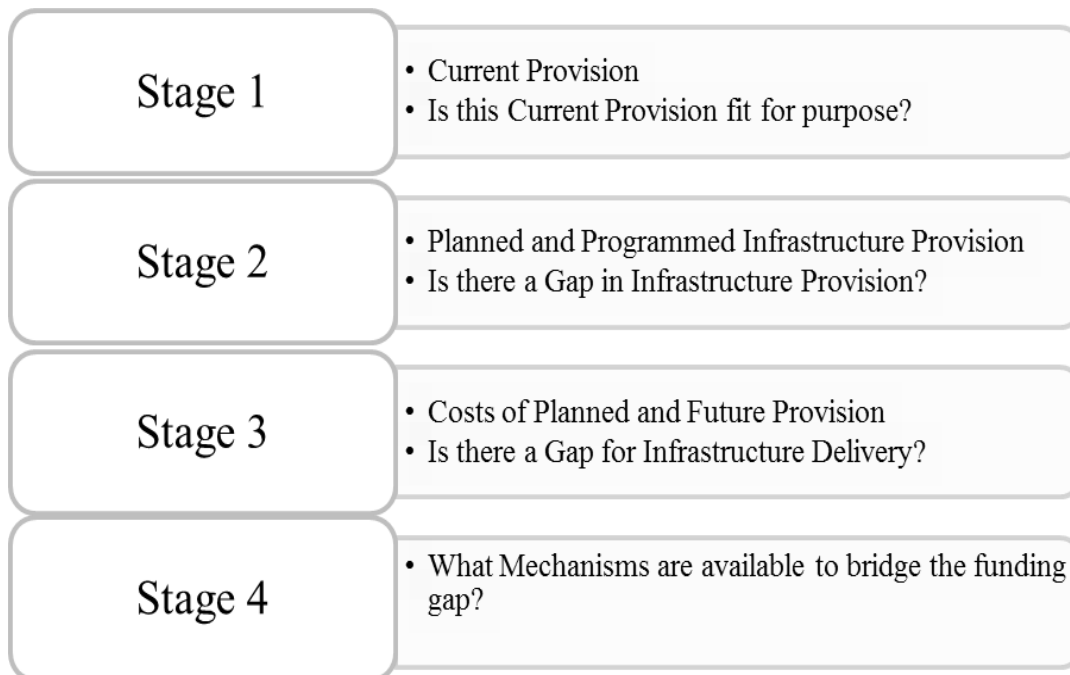 Stage 1
• Current Provision
• Is this Current Provision fit for purpose?
Stage 2
• Planned and Programmed Infrastructure Provision
• Is there a Gap in Infrastructure Provision?
Stage 3
• Costs of Planned and Future Provision
• Is there a Gap for Infrastructure Delivery?
Stage 4
• What Mechanisms are available to bridge the funding
gap?